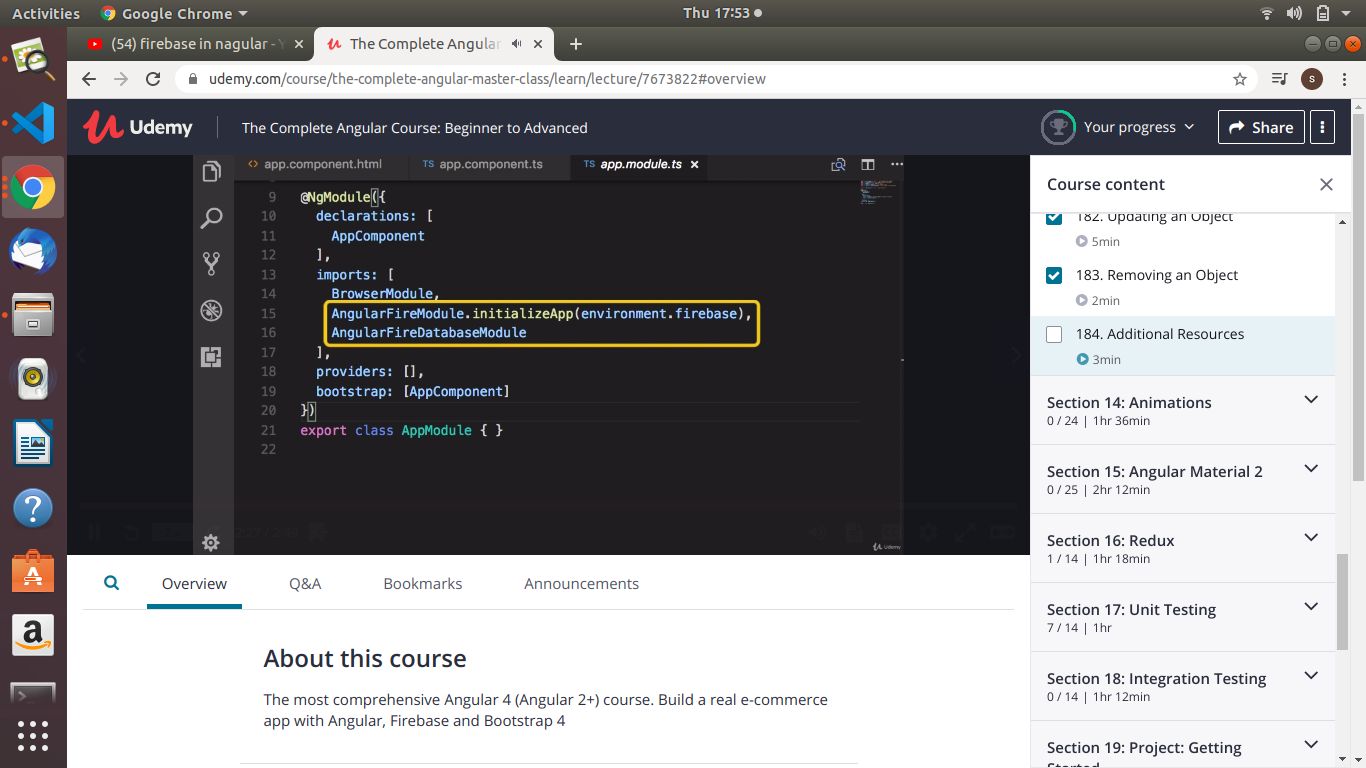 Activities
Google Chrome
Thu 17:53
(54) firebase in nagular - Y
The Complete Angular
udemy.com/course/the-complete-angular-master-class/learn/lecture/7673822#overview
S
Udemy
The Complete Angular Course: Beginner to Advanced
Your progress
Share
app.component.html
TS app.component.ts
TS app.module.ts
9 @NgModule({
10 declarations: [
11 AppComponent
12 ],
13 imports: [
14 BrowserModule,
15 AngularFireModule.initializeApp(environment.firebase),
16 AngularFireDatabaseModule
17 ],
18 providers: [],
19 bootstrap: [AppComponent]
20 })
21 export class AppModule { }
22
Udemy
Course content
182. Updating an Object
5min
183. Removing an Object
2min
184. Additional Resources
3min
Section 14: Animations
0 / 24 | 1hr 36min
Section 15: Angular Material 2
0 / 25 | 2hr 12min
Section 16: Redux
1 / 14 | 1hr 18min
Section 17: Unit Testing
7 / 14 | 1hr
Section 18: Integration Testing
0 / 14 | 1hr 12min
Section 19: Project: Getting
Started
Overview
Q&A
Bookmarks
Announcements
About this course
The most comprehensive Angular 4 (Angular 2+) course. Build a real e-commerce
app with Angular, Firebase and Bootstrap 4